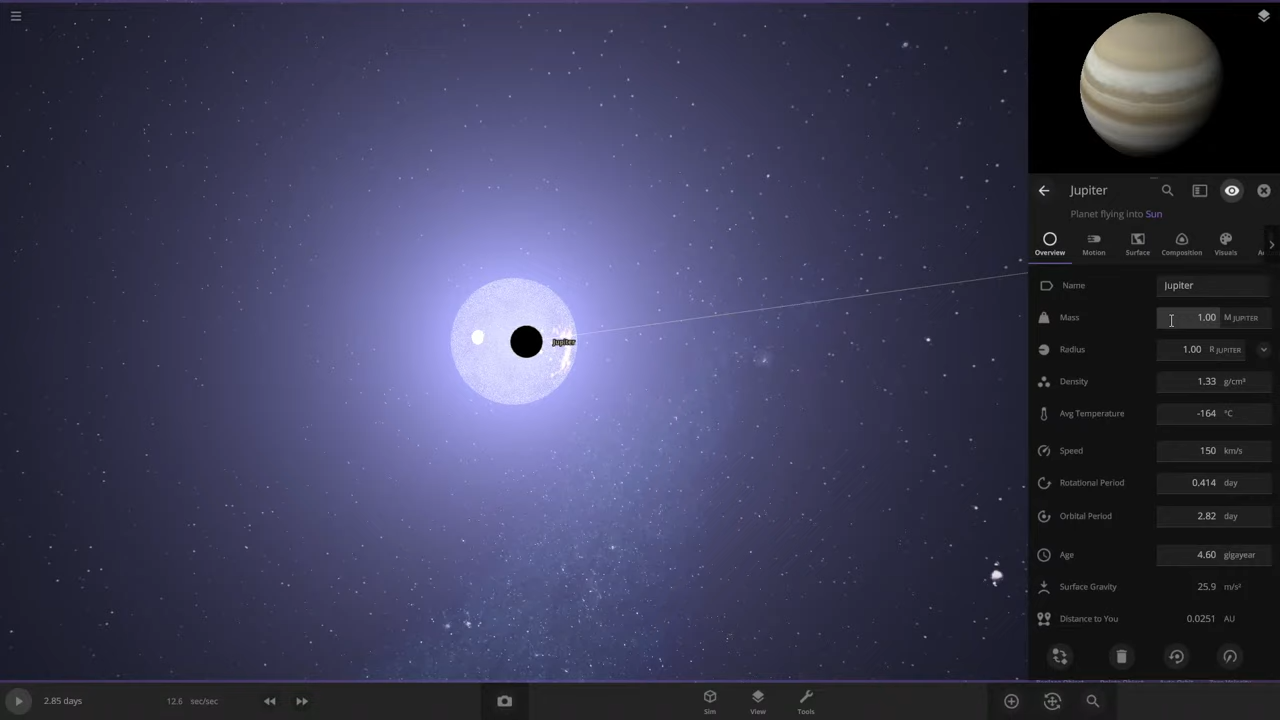 Jupiter
Planet flying into Sun
Overview
Motion
Surface
Composition
Visuals
Name
Jupiter
Mass
1.00 M JUPITER
Radius
1.00 R JUPITER
Density
1.33 g/cm³
Avg Temperature
-164 °C
Speed
150 km/s
Rotational Period
0.414 day
Orbital Period
2.82 day
Age
4.60 gigayear
Surface Gravity
25.9 m/s²
Distance to You
0.0251 AU
Jupiter
2.85 days
12.6 sec/sec
Sim
View
Tools